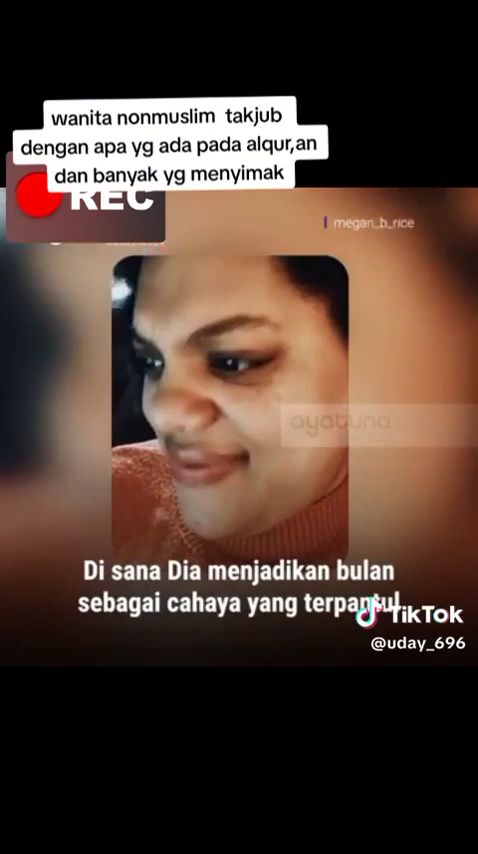 wanita nonmuslim takjub
dengan apa yg ada pada alqur,an
dan banyak yg menyimak
REC
megan_b_rice
ayatuna
Di sana Dia menjadikan bulan
sebagai cahaya yang terpantul
TikTok
@uday_696